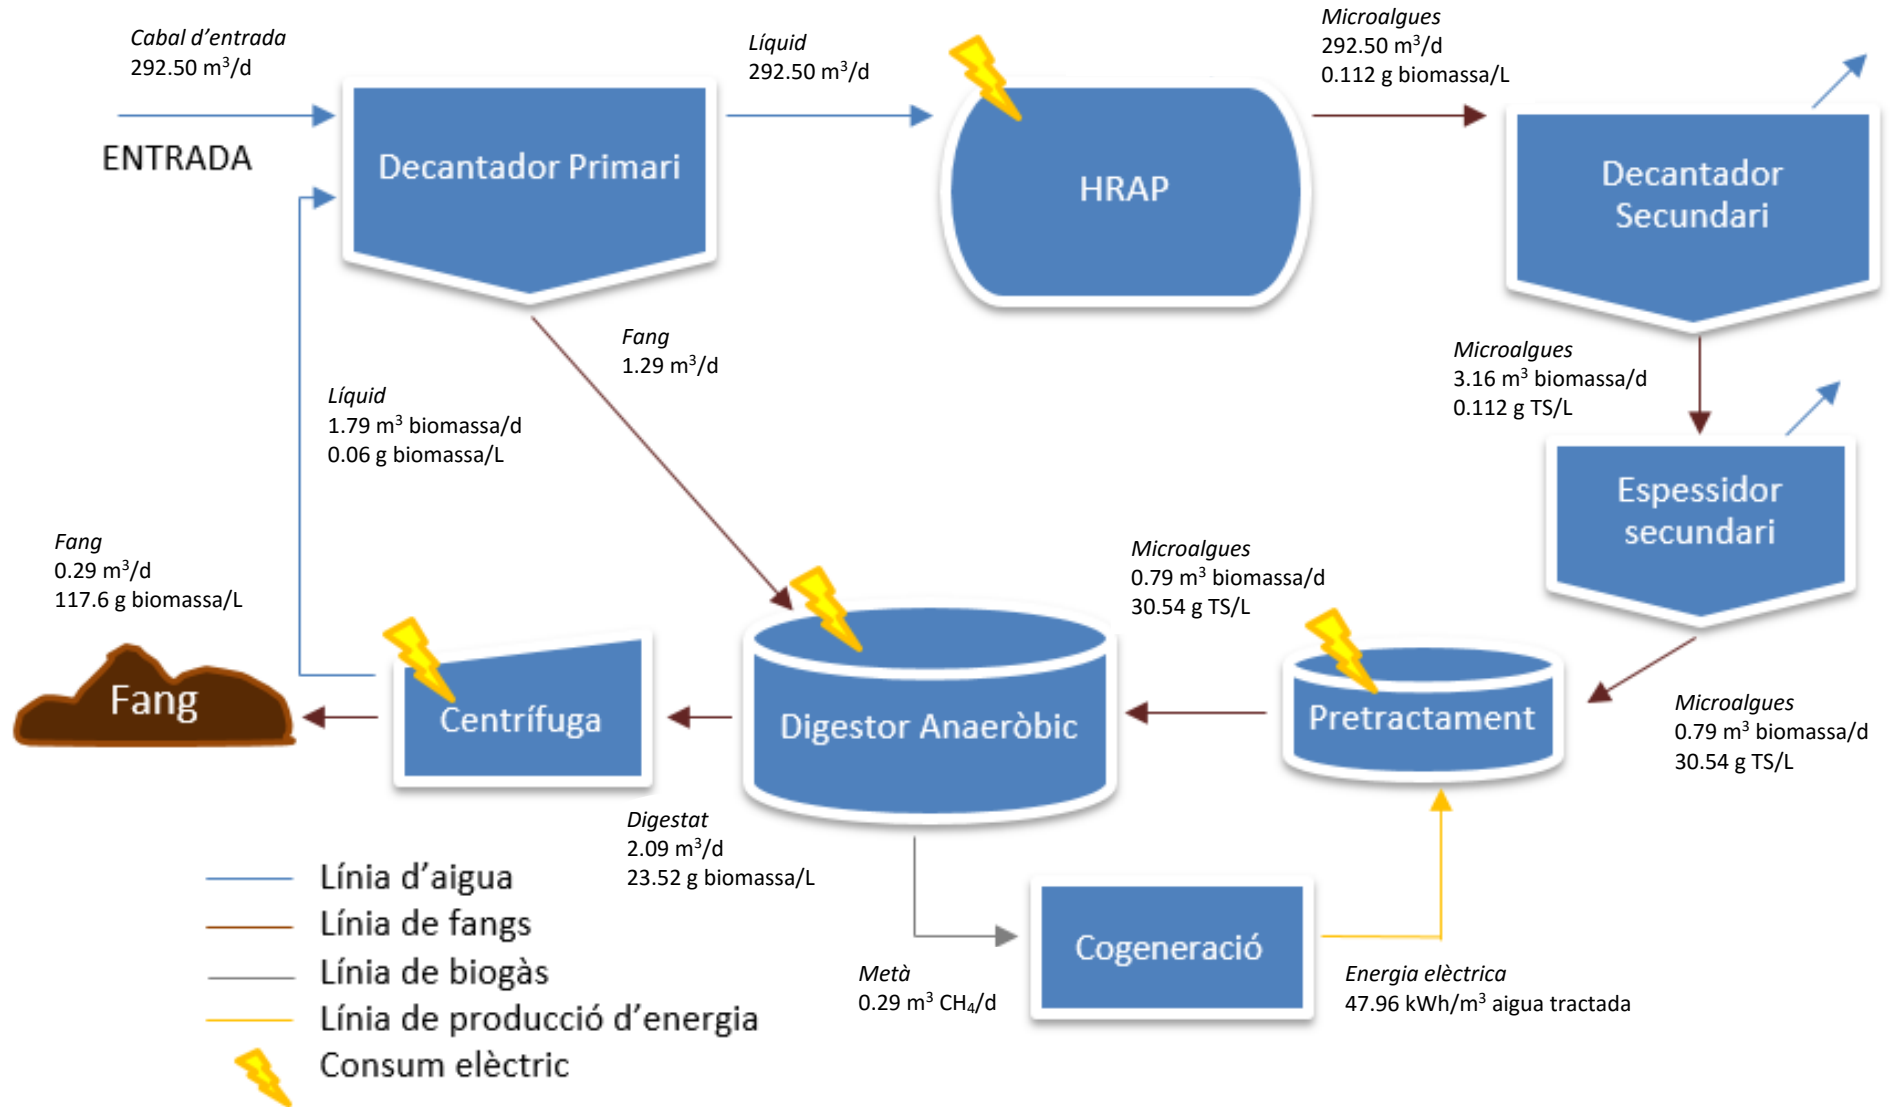 Cabal d'entrada
292.50 m³/d
ENTRADA
Decantador Primari
Líquid
292.50 m³/d
HRAP
Microalgues
292.50 m³/d
0.112 g biomassa/L
Decantador
Secundari
Fang
1.29 m³/d
Microalgues
3.16 m³ biomassa/d
0.112 g TS/L
Líquid
1.79 m³ biomassa/d
0.06 g biomassa/L
Espessidor
secundari
Fang
0.29 m³/d
117.6 g biomassa/L
Microalgues
0.79 m³ biomassa/d
30.54 g TS/L
Fang
Centrífuga
Digestor Anaeròbic
Pretractament
Microalgues
0.79 m³ biomassa/d
30.54 g TS/L
Digestat
2.09 m³/d
23.52 g biomassa/L
Línia d'aigua
Línia de fangs
Línia de biogàs
Línia de producció d'energia
Consum elèctric
Metà
0.29 m³ CH₄/d
Cogeneració
Energia elèctrica
47.96 kWh/m³ aigua tractada